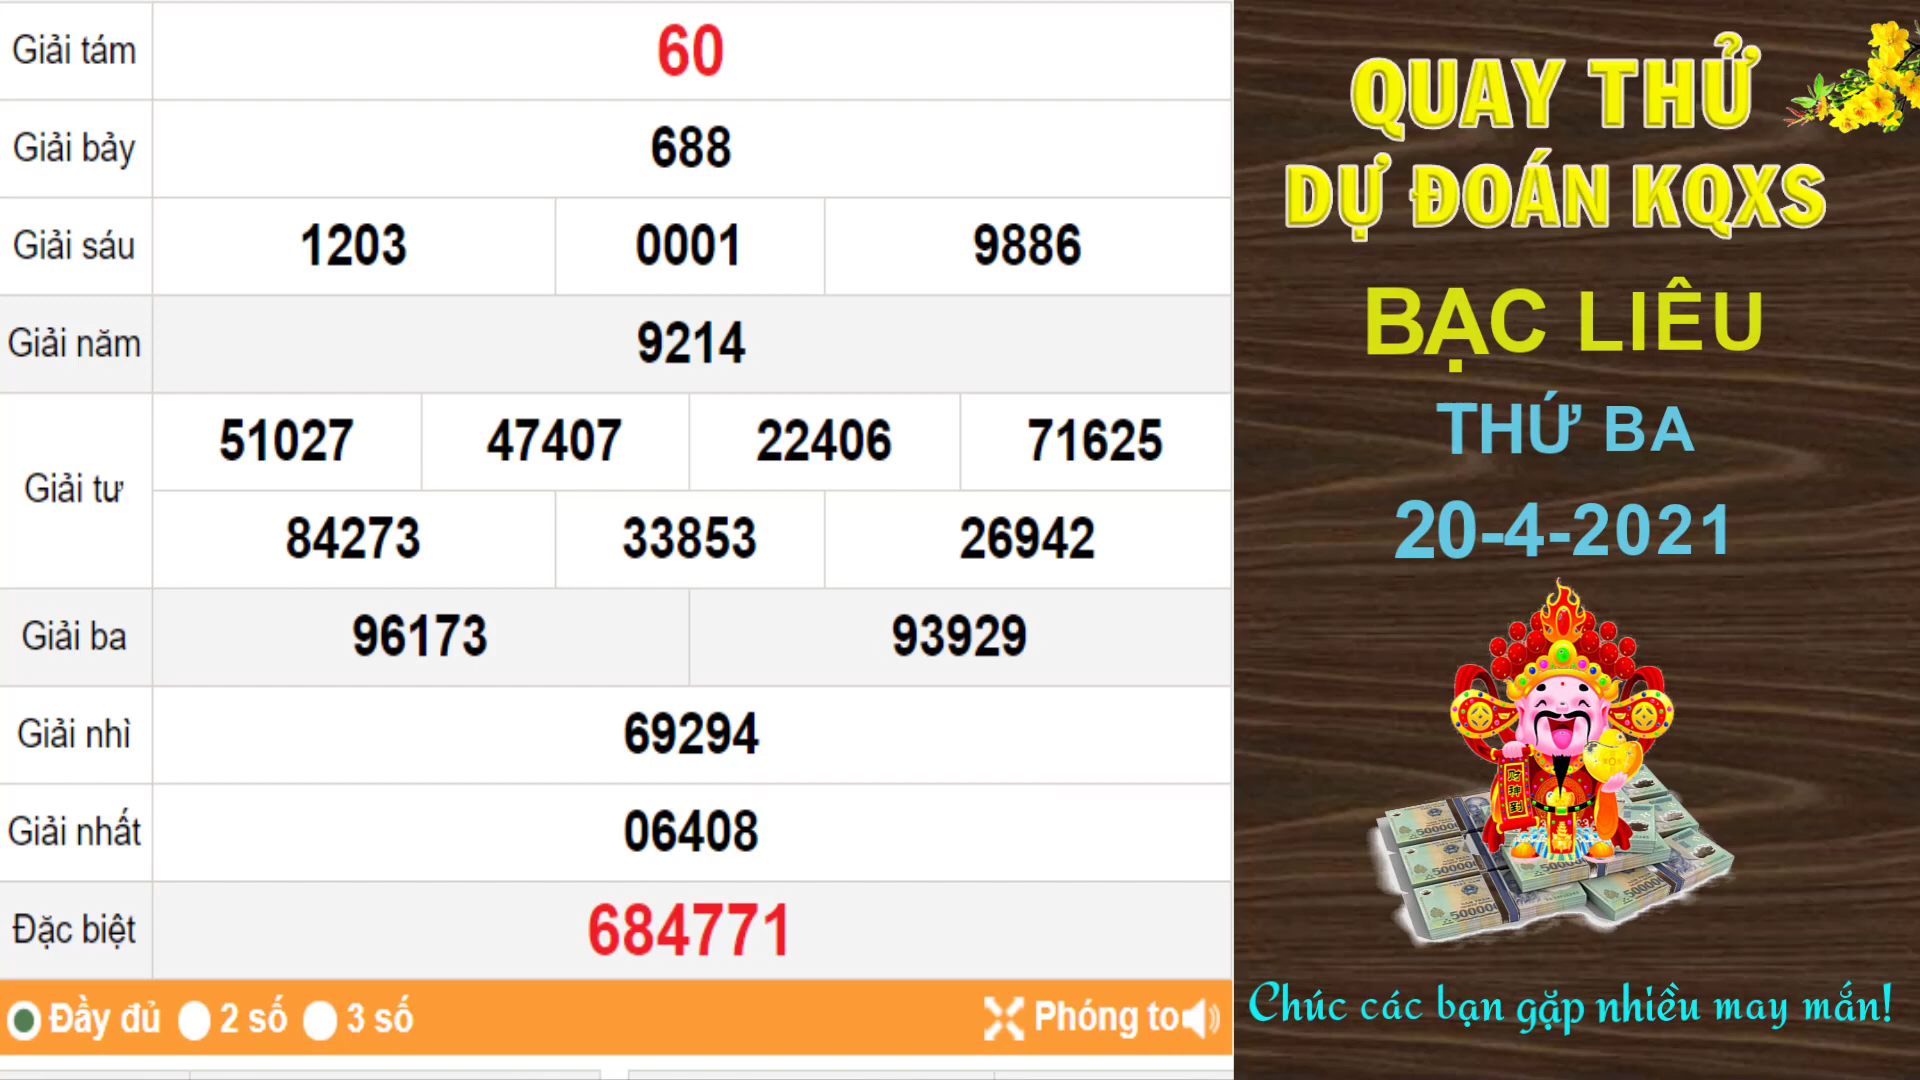 Giải tám 60
Giải bảy 688
Giải sáu 1203 0001 9886
Giải năm 9214
Giải tư 51027 47407 22406 71625
84273 33853 26942
Giải ba 96173 93929
Giải nhì 69294
Giải nhất 06408
Đặc biệt 684771
Đầy đủ 2 số 3 số Phóng to
QUAY THỬ
DỰ ĐOÁN KQXS
BẠC LIÊU
THỨ BA
20-4-2021
财神到
Chúc các bạn gặp nhiều may mắn!